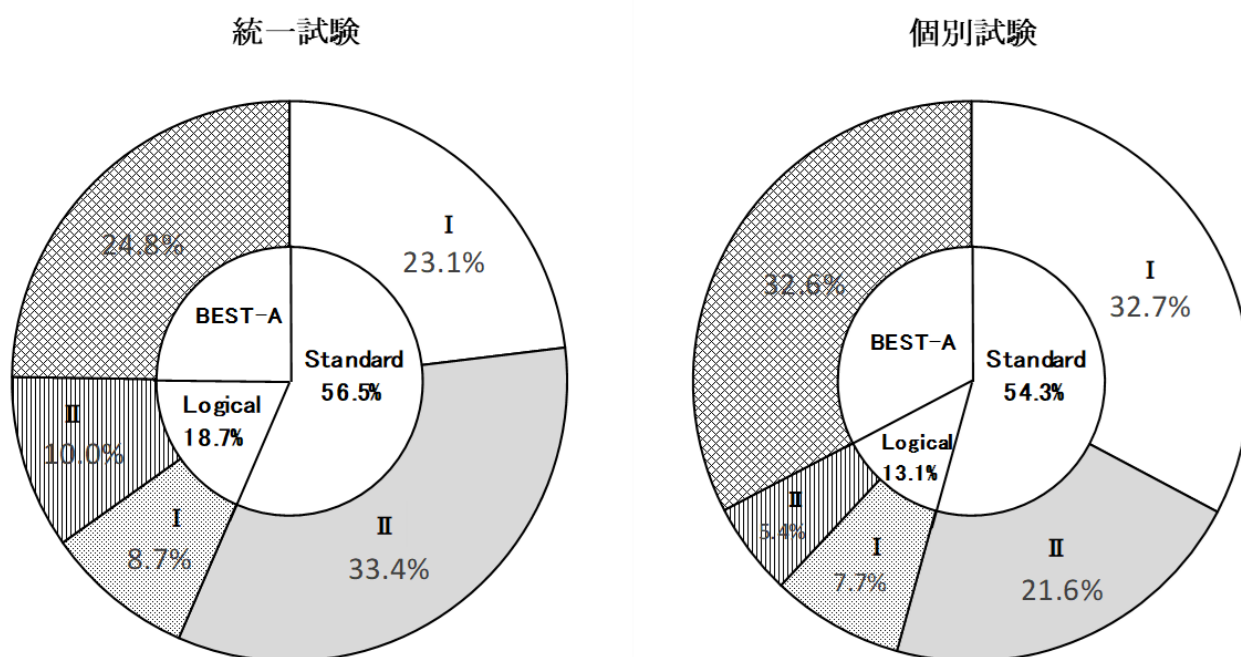 統一試験
24.8%
Ⅰ
23.1%
BEST-A
Standard
56.5%
Logical
18.7%
Ⅱ
10.0%
Ⅰ
8.7%
Ⅱ
33.4%
個別試験
32.6%
Ⅰ
32.7%
BEST-A
Standard
54.3%
Logical
13.1%
Ⅱ
5.4%
Ⅰ
7.7%
Ⅱ
21.6%